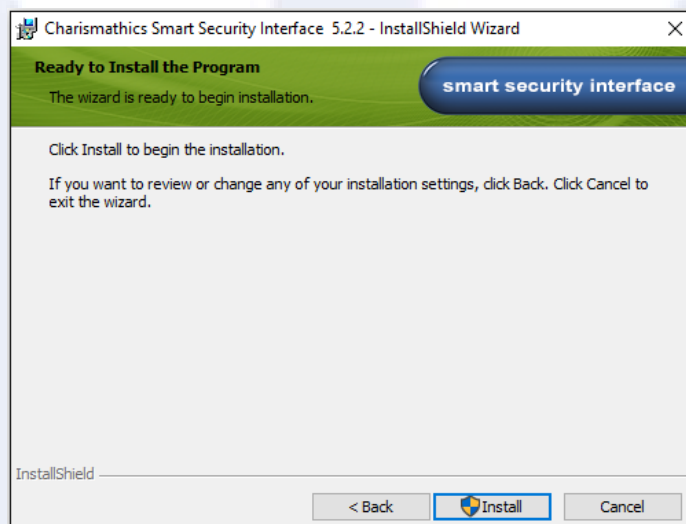 Charismathics Smart Security Interface 5.2.2 - InstallShield Wizard
Ready to Install the Program
The wizard is ready to begin installation.
smart security interface
Click Install to begin the installation.
If you want to review or change any of your installation settings, click Back. Click Cancel to
exit the wizard.
InstallShield
< Back
Install
Cancel